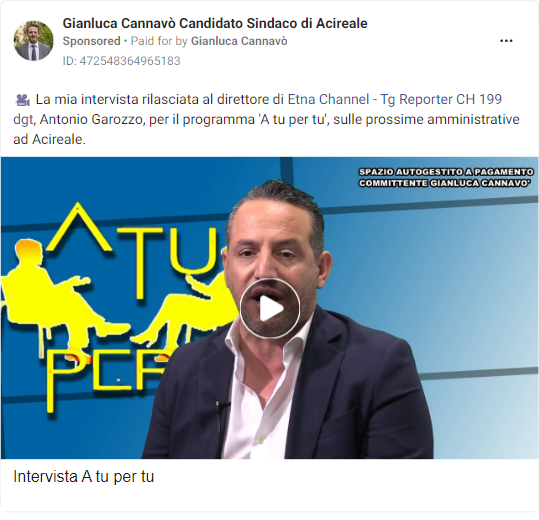 Gianluca Cannavò Candidato Sindaco di Acireale
Sponsored • Paid for by Gianluca Cannavò
ID: 472548364965183
🎥 La mia intervista rilasciata al direttore di Etna Channel - Tg Reporter CH 199
dgt, Antonio Garozzo, per il programma 'A tu per tu', sulle prossime amministrative
ad Acireale.
SPAZIO AUTOGESTITO A PAGAMENTO
COMMITTENTE GIANLUCA CANNAVO'
A TU
PER
Intervista A tu per tu